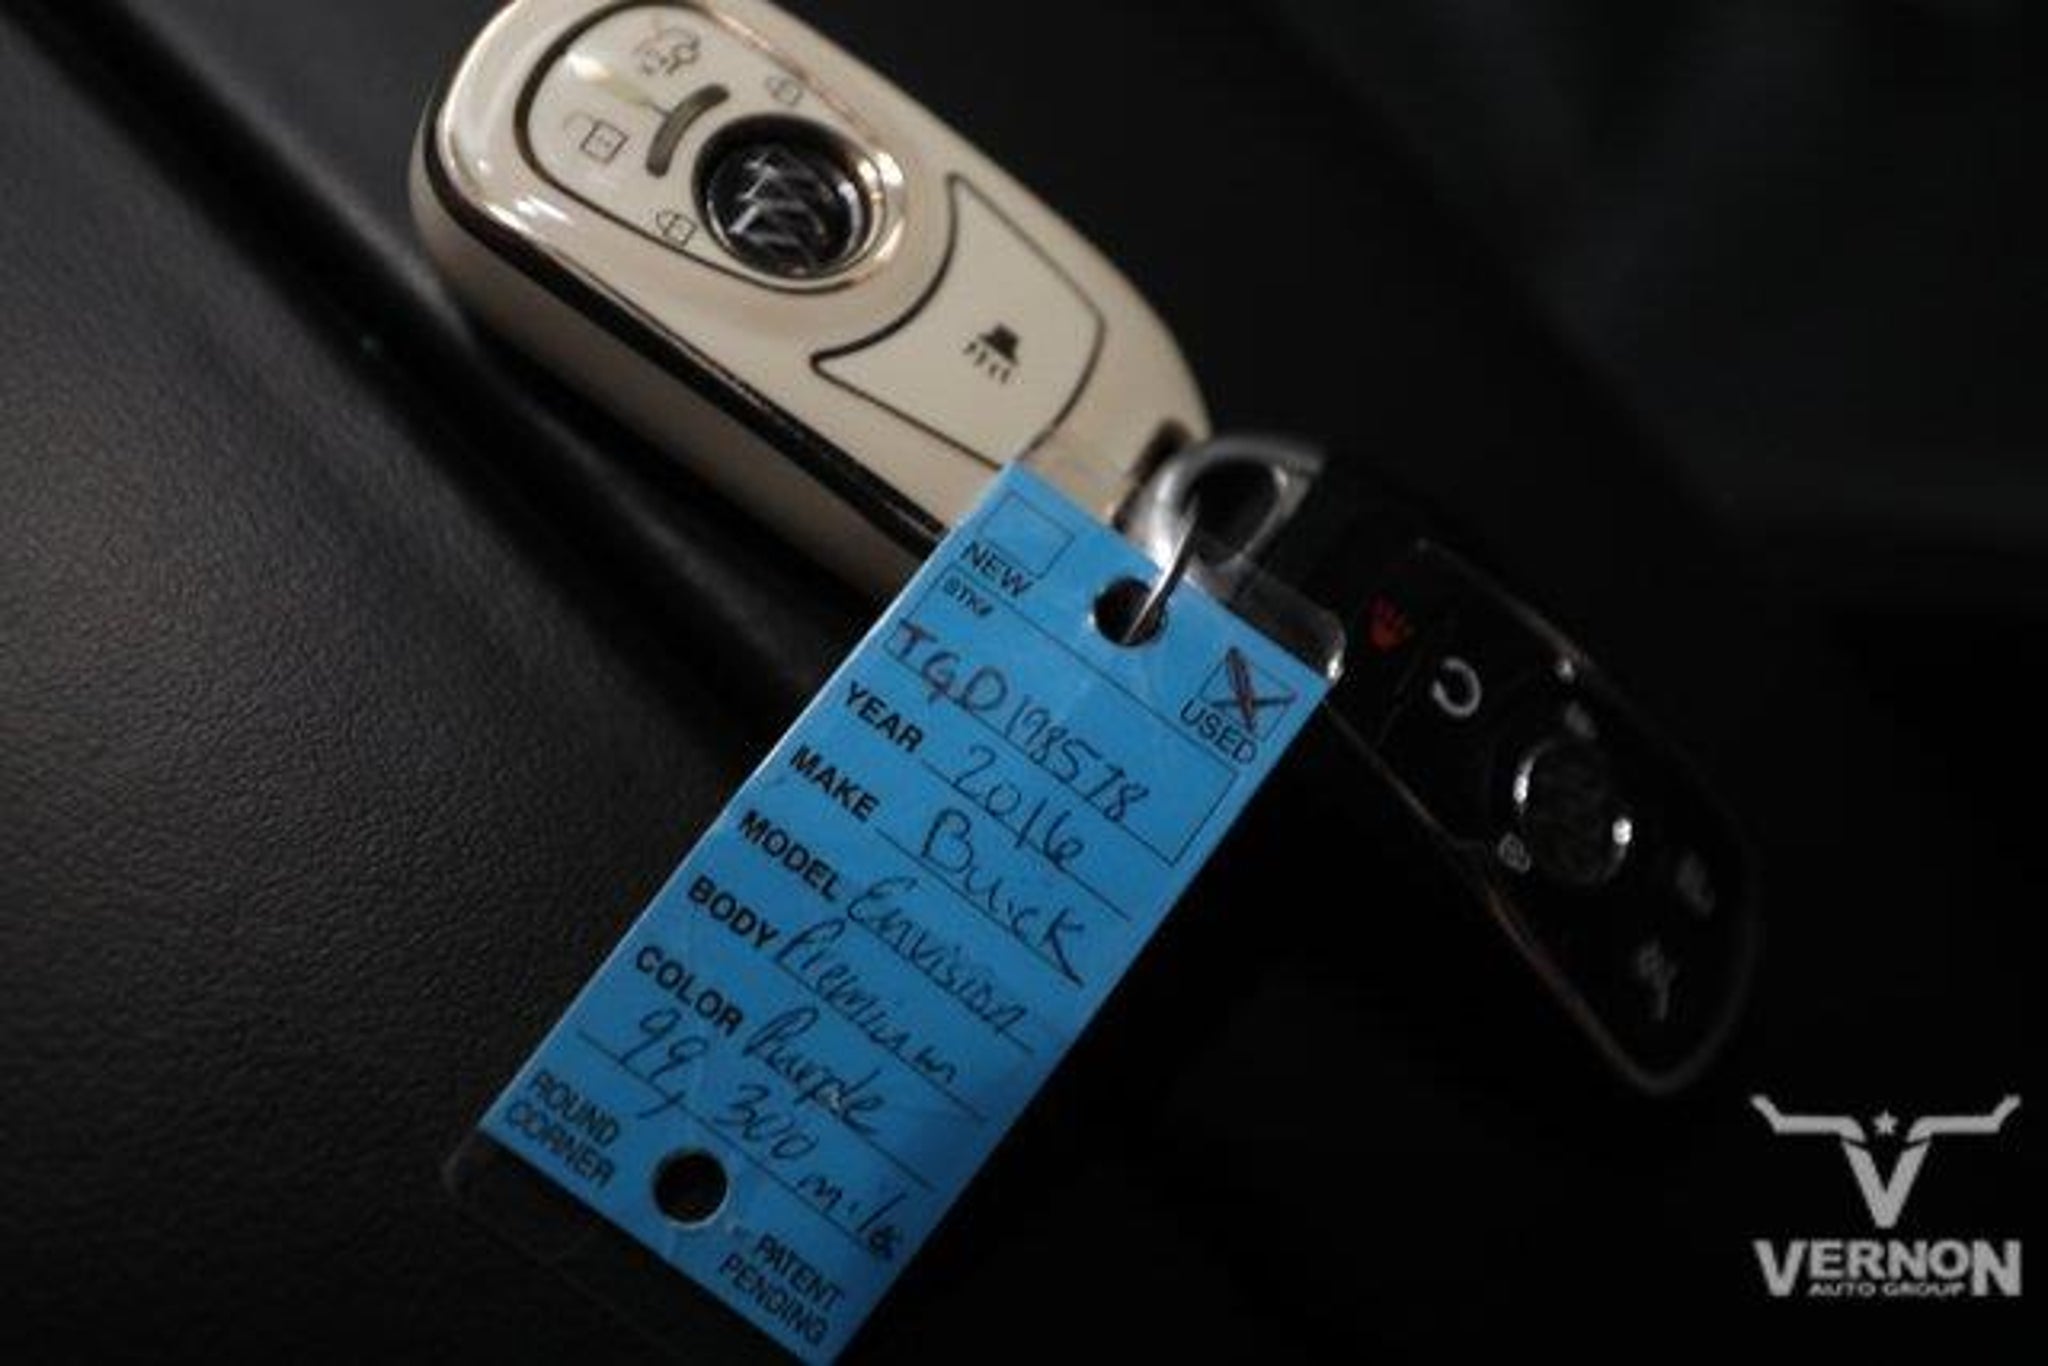 NEW
USED
STK#
TGD198578
YEAR 2016
MAKE Buick
MODEL Envision
BODY Premium
COLOR Purple
99,300 miles
ROUND
CORNER
PATENT
PENDING
VERNON
AUTO GROUP